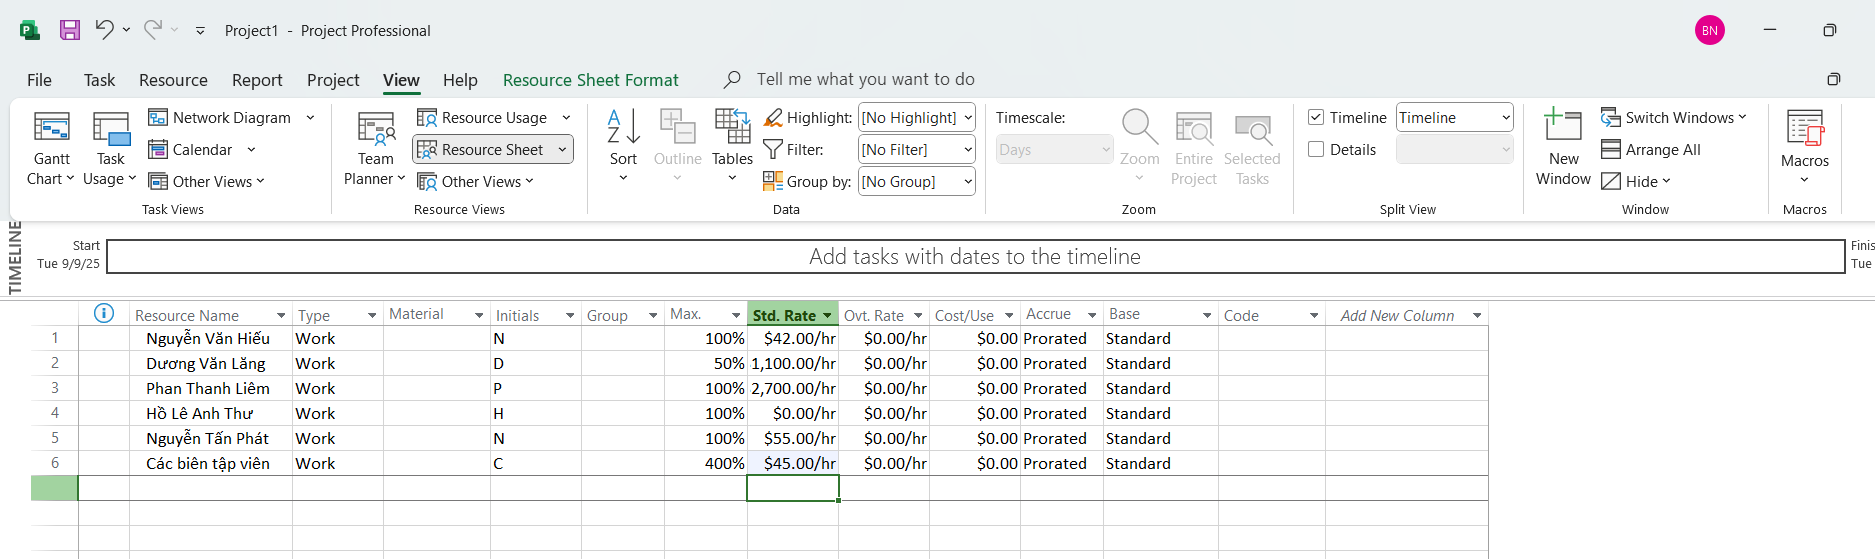 Project1 - Project Professional
BN
File Task Resource Report Project View Help Resource Sheet Format Tell me what you want to do
Gantt Chart
Task Usage
Network Diagram
Calendar
Other Views
Task Views
Team Planner
Resource Usage
Resource Sheet
Other Views
Resource Views
Sort
Outline
Tables
Highlight: [No Highlight]
Filter: [No Filter]
Group by: [No Group]
Data
Timescale:
Days
Zoom
Entire Project
Selected Tasks
Zoom
Timeline Timeline
Details
Split View
New Window
Switch Windows
Arrange All
Hide
Window
Macros
Macros
TIMELINE
Start
Tue 9/9/25
Add tasks with dates to the timeline
Finis
Tue
Resource Name Type Material Initials Group Max. Std. Rate Ovt. Rate Cost/Use Accrue Base Code Add New Column
1 Nguyễn Văn Hiếu Work N 100% $42.00/hr $0.00/hr $0.00 Prorated Standard
2 Dương Văn Lăng Work D 50% 1,100.00/hr $0.00/hr $0.00 Prorated Standard
3 Phan Thanh Liêm Work P 100% 2,700.00/hr $0.00/hr $0.00 Prorated Standard
4 Hồ Lê Anh Thư Work H 100% $0.00/hr $0.00/hr $0.00 Prorated Standard
5 Nguyễn Tấn Phát Work N 100% $55.00/hr $0.00/hr $0.00 Prorated Standard
6 Các biên tập viên Work C 400% $45.00/hr $0.00/hr $0.00 Prorated Standard